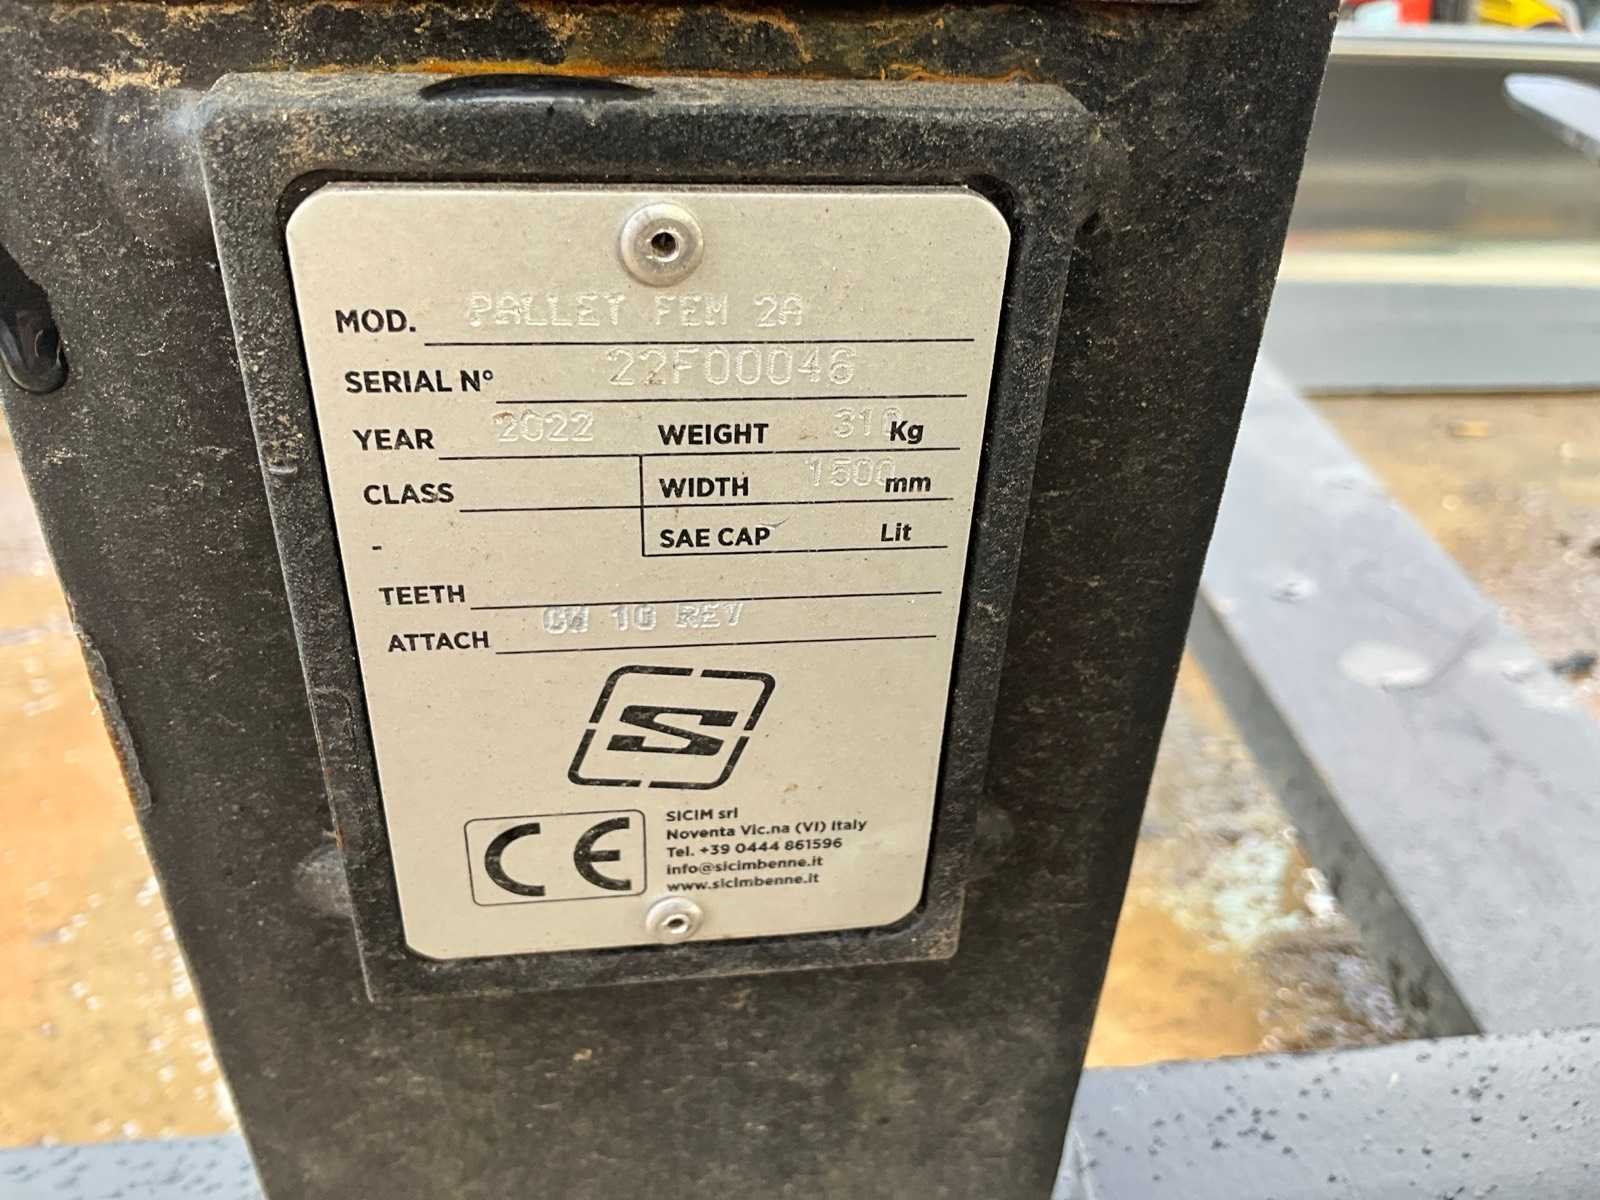 MOD. PALLET FEM 2A
SERIAL N° 22F00046
YEAR 2022 WEIGHT 310 Kg
CLASS WIDTH 1500 mm
- SAE CAP Lit
TEETH
ATTACH CW 10 REV
S
CE
SICIM srl
Noventa Vic.na (VI) Italy
Tel. +39 0444 861596
info@sicimbenne.it
www.sicimbenne.it